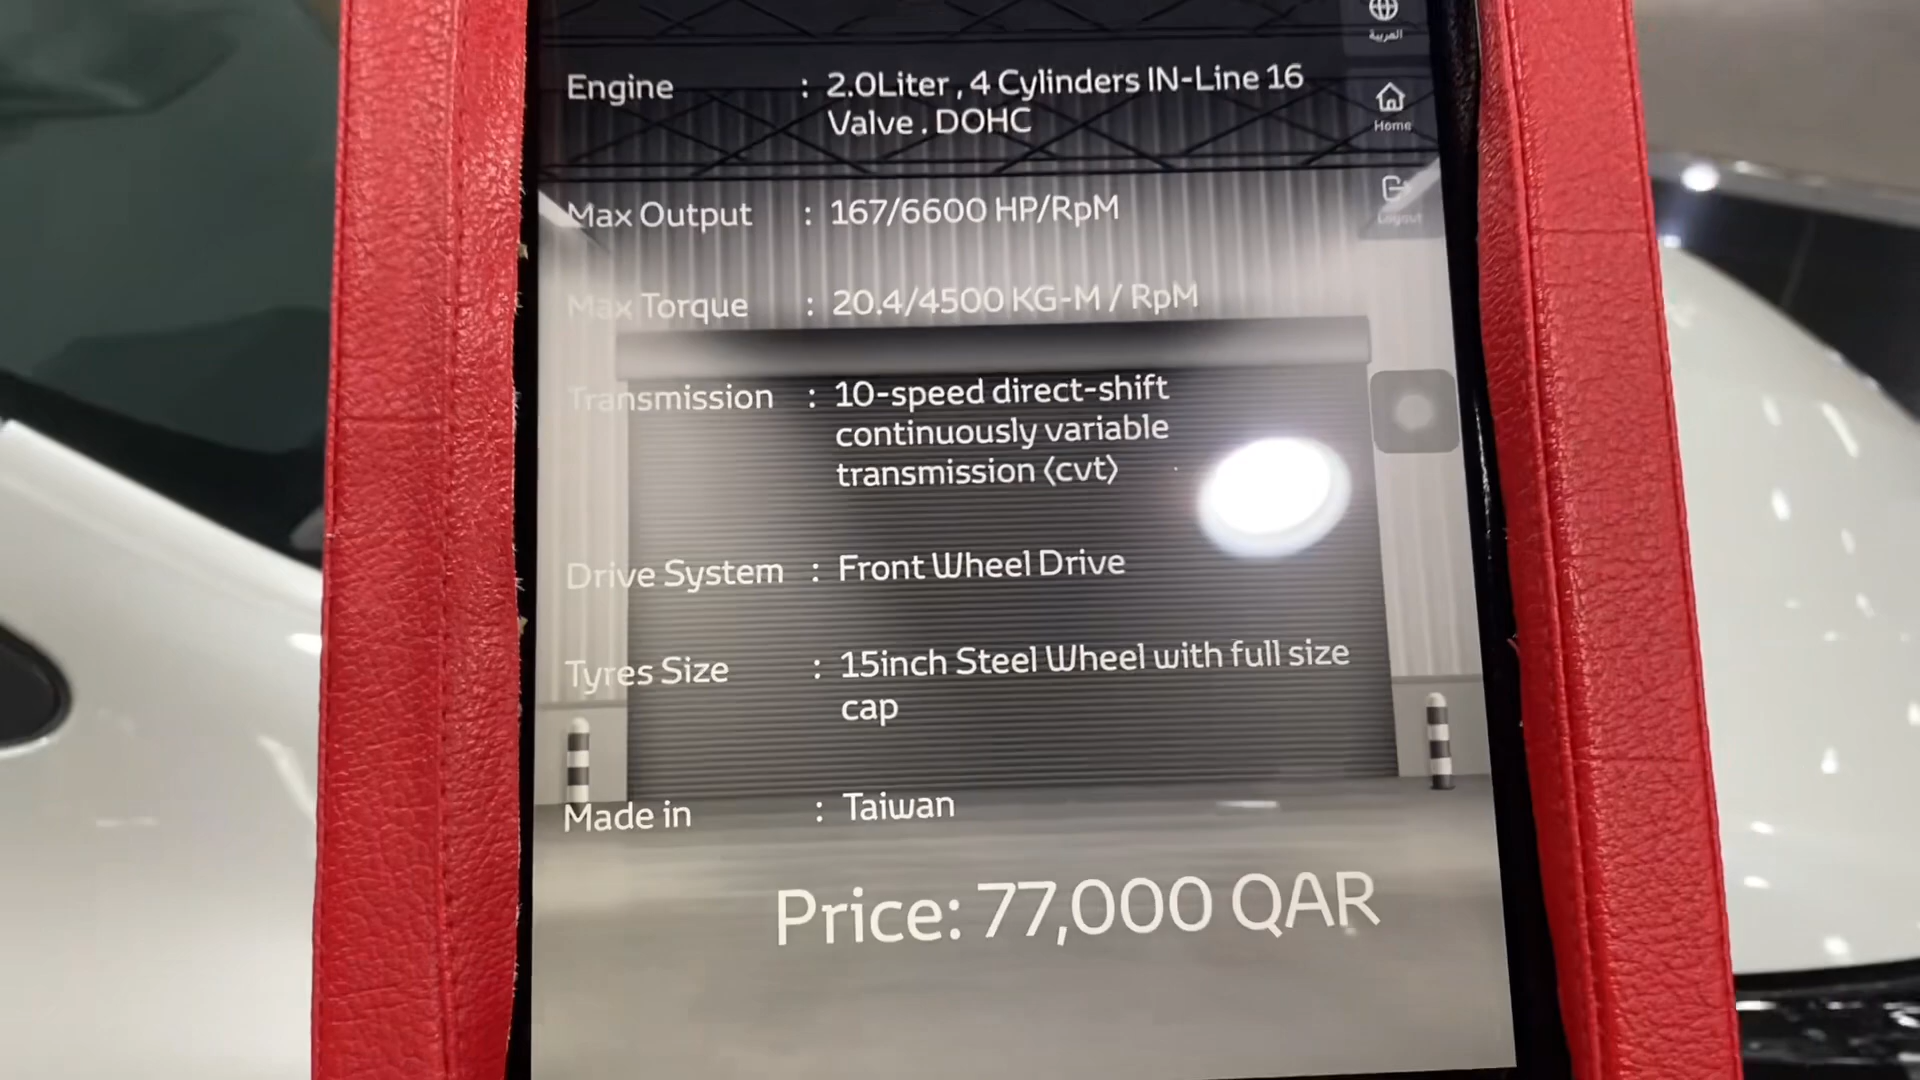 العربية
Home
Logout
Engine : 2.0Liter , 4 Cylinders IN-Line 16
Valve . DOHC
Max Output : 167/6600 HP/RpM
Max Torque : 20.4/4500 KG-M / RpM
Transmission : 10-speed direct-shift
continuously variable
transmission (cvt)
Drive System : Front Wheel Drive
Tyres Size : 15inch Steel Wheel with full size
cap
Made in : Taiwan
Price: 77,000 QAR